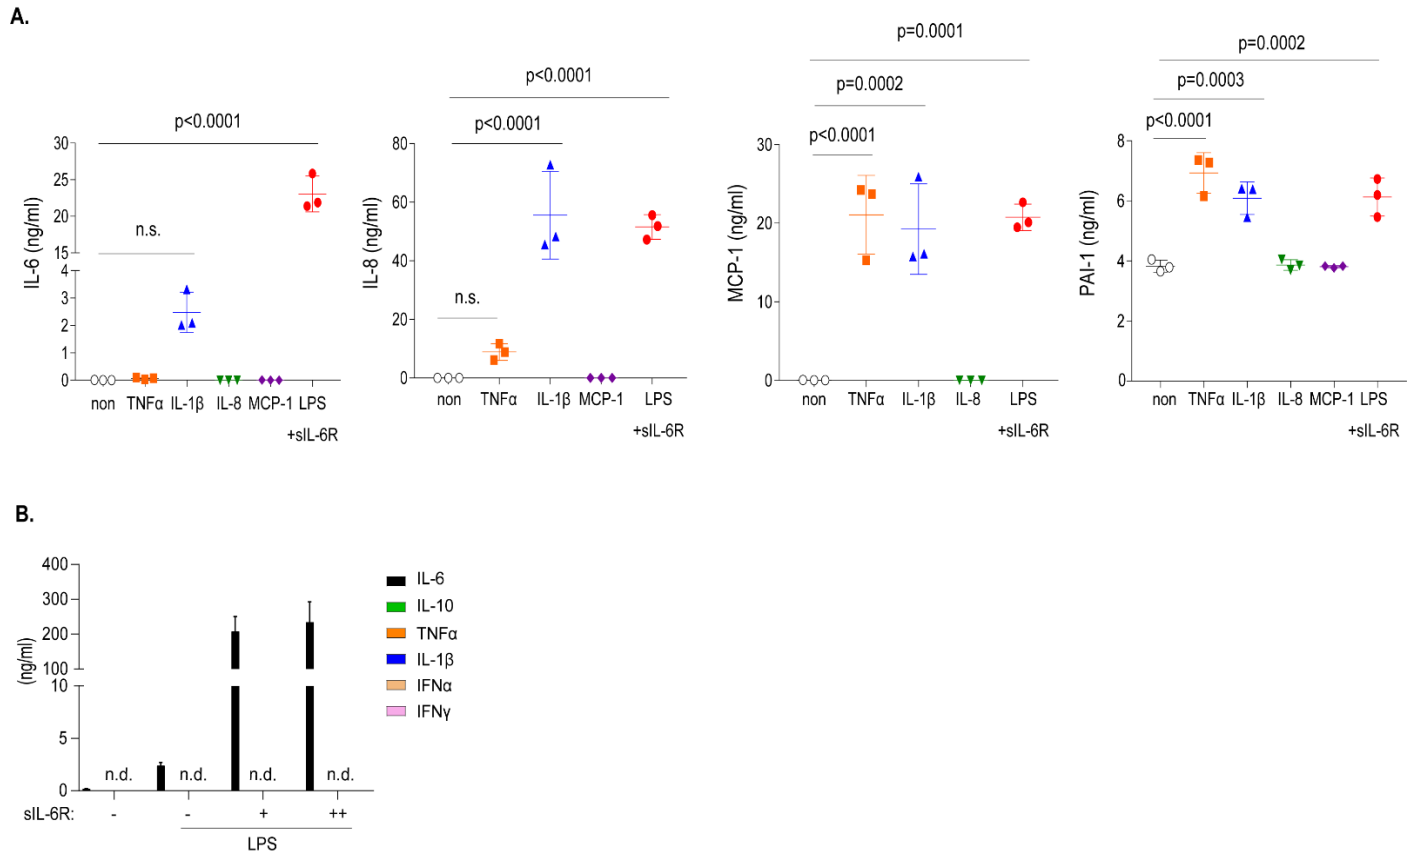 A.
p<0.0001
n.s.
IL-6 (ng/ml)
30
25
20
15
4
3
2
1
0
non TNFα IL-1β IL-8 MCP-1 LPS
+sIL-6R
p<0.0001
p<0.0001
n.s.
IL-8 (ng/ml)
80
60
40
20
0
non TNFα IL-1β MCP-1 LPS
+sIL-6R
p=0.0001
p=0.0002
p<0.0001
MCP-1 (ng/ml)
30
20
10
0
non TNFα IL-1β IL-8 LPS
+sIL-6R
p=0.0002
p=0.0003
p<0.0001
PAI-1 (ng/ml)
8
6
4
2
0
non TNFα IL-1β IL-8 MCP-1 LPS
+sIL-6R
B.
(ng/ml)
400
300
200
100
10
5
0
n.d. n.d. n.d. n.d.
sIL-6R: - - + ++
LPS
IL-6
IL-10
TNFα
IL-1β
IFNα
IFNγ